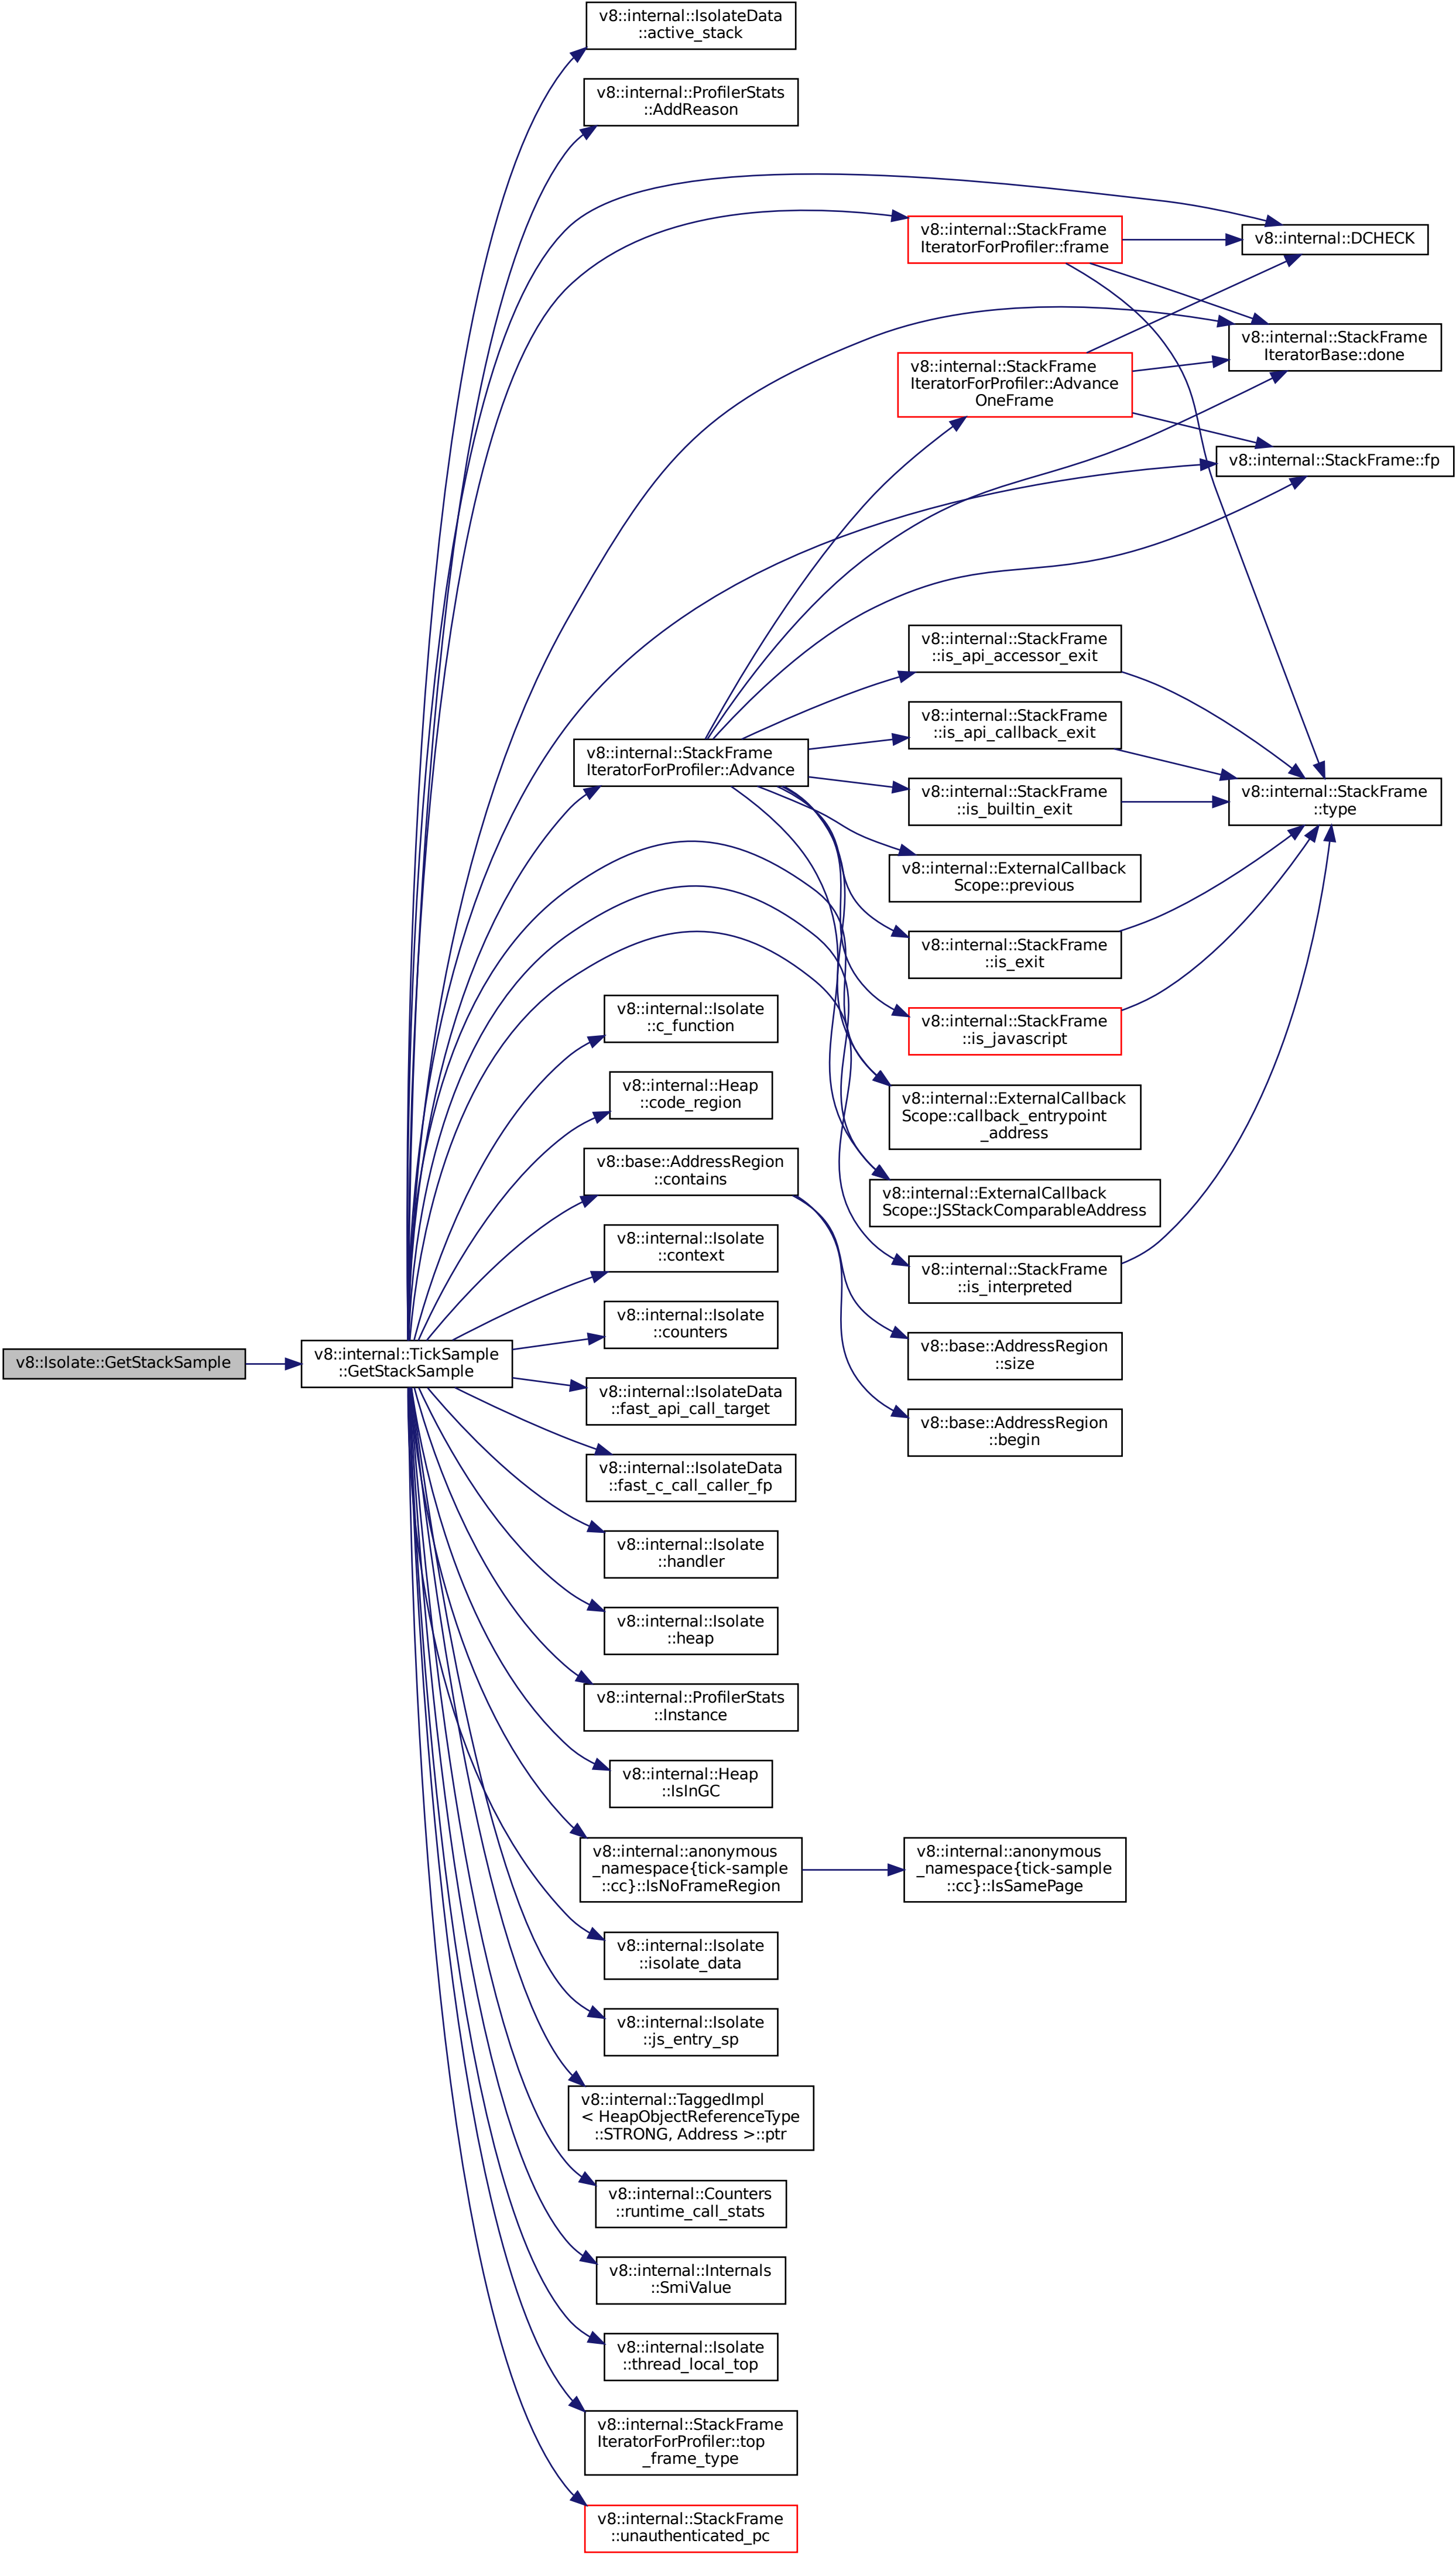 v8::internal::IsolateData
::active_stack
v8::internal::ProfilerStats
::AddReason
v8::internal::StackFrame
IteratorForProfiler::frame
v8::internal::DCHECK
v8::internal::StackFrame
IteratorBase::done
v8::internal::StackFrame
IteratorForProfiler::Advance
OneFrame
v8::internal::StackFrame::fp
v8::internal::StackFrame
::is_api_accessor_exit
v8::internal::StackFrame
::is_api_callback_exit
v8::internal::StackFrame
IteratorForProfiler::Advance
v8::internal::StackFrame
::is_builtin_exit
v8::internal::StackFrame
::type
v8::internal::ExternalCallback
Scope::previous
v8::internal::StackFrame
::is_exit
v8::internal::Isolate
::c_function
v8::internal::StackFrame
::is_javascript
v8::internal::Heap
::code_region
v8::internal::ExternalCallback
Scope::callback_entrypoint
_address
v8::base::AddressRegion
::contains
v8::internal::ExternalCallback
Scope::JSStackComparableAddress
v8::internal::Isolate
::context
v8::internal::StackFrame
::is_interpreted
v8::internal::Isolate
::counters
v8::base::AddressRegion
::size
v8::Isolate::GetStackSample
v8::internal::TickSample
::GetStackSample
v8::internal::IsolateData
::fast_api_call_target
v8::base::AddressRegion
::begin
v8::internal::IsolateData
::fast_c_call_caller_fp
v8::internal::Isolate
::handler
v8::internal::Isolate
::heap
v8::internal::ProfilerStats
::Instance
v8::internal::Heap
::IsInGC
v8::internal::anonymous
_namespace{tick-sample
::cc}::IsNoFrameRegion
v8::internal::anonymous
_namespace{tick-sample
::cc}::IsSamePage
v8::internal::Isolate
::isolate_data
v8::internal::Isolate
::js_entry_sp
v8::internal::TaggedImpl
< HeapObjectReferenceType
::STRONG, Address >::ptr
v8::internal::Counters
::runtime_call_stats
v8::internal::Internals
::SmiValue
v8::internal::Isolate
::thread_local_top
v8::internal::StackFrame
IteratorForProfiler::top
_frame_type
v8::internal::StackFrame
::unauthenticated_pc